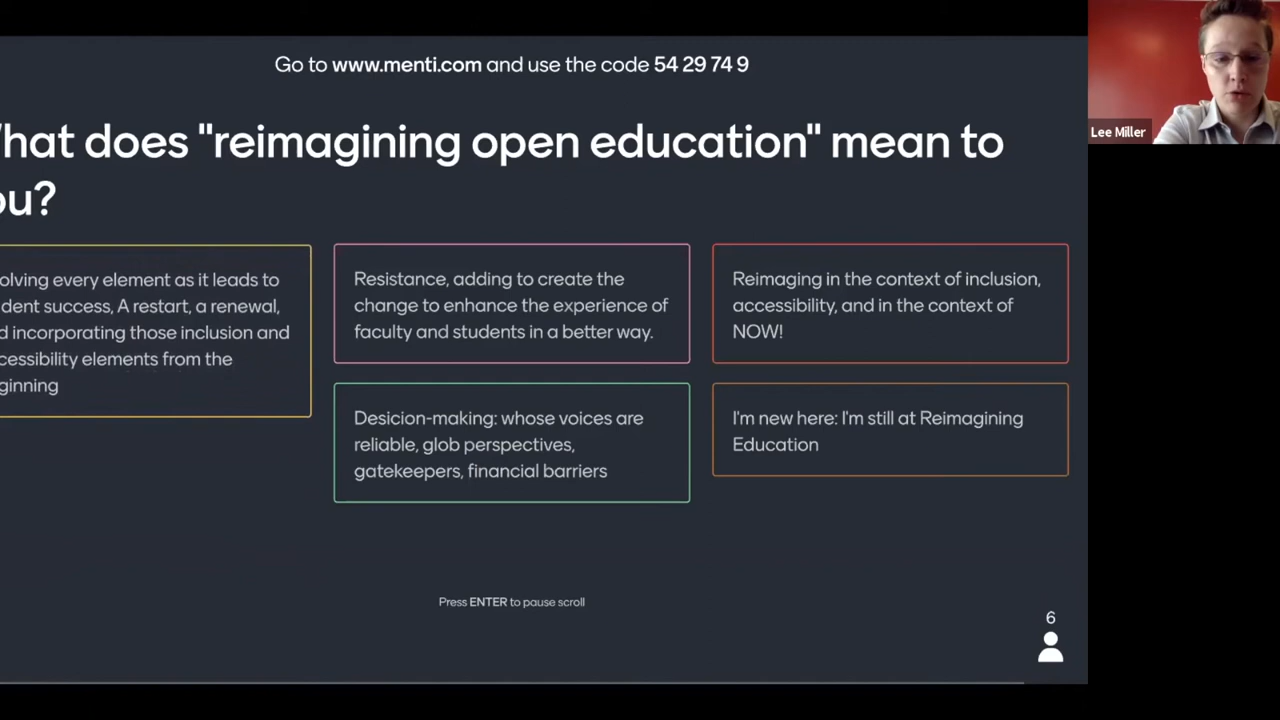 Go to www.menti.com and use the code 54 29 74 9
hat does "reimagining open education" mean to
ou?
olving every element as it leads to
dent success, A restart, a renewal,
d incorporating those inclusion and
cessibility elements from the
ginning
Resistance, adding to create the
change to enhance the experience of
faculty and students in a better way.
Desicion-making: whose voices are
reliable, glob perspectives,
gatekeepers, financial barriers
Reimaging in the context of inclusion,
accessibility, and in the context of
NOW!
I'm new here: I'm still at Reimagining
Education
Press ENTER to pause scroll
6
Lee Miller